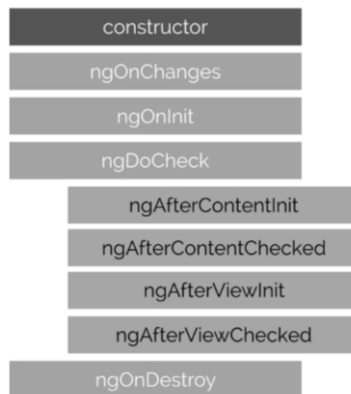 constructor
ngOnChanges
ngOnInit
ngDoCheck
ngAfterContentInit
ngAfterContentChecked
ngAfterViewInit
ngAfterViewChecked
ngOnDestroy